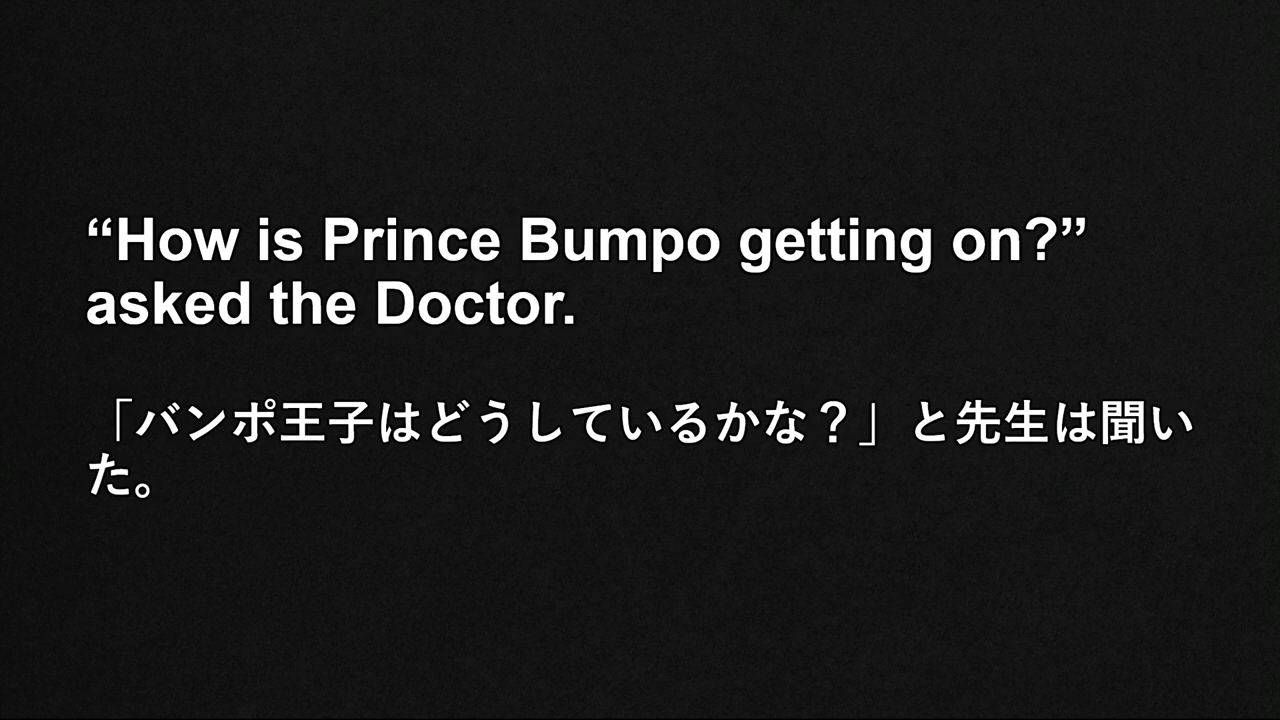 “How is Prince Bumpo getting on?”
asked the Doctor.
「バンポ王子はどうしているかな？」と先生は聞い
た。